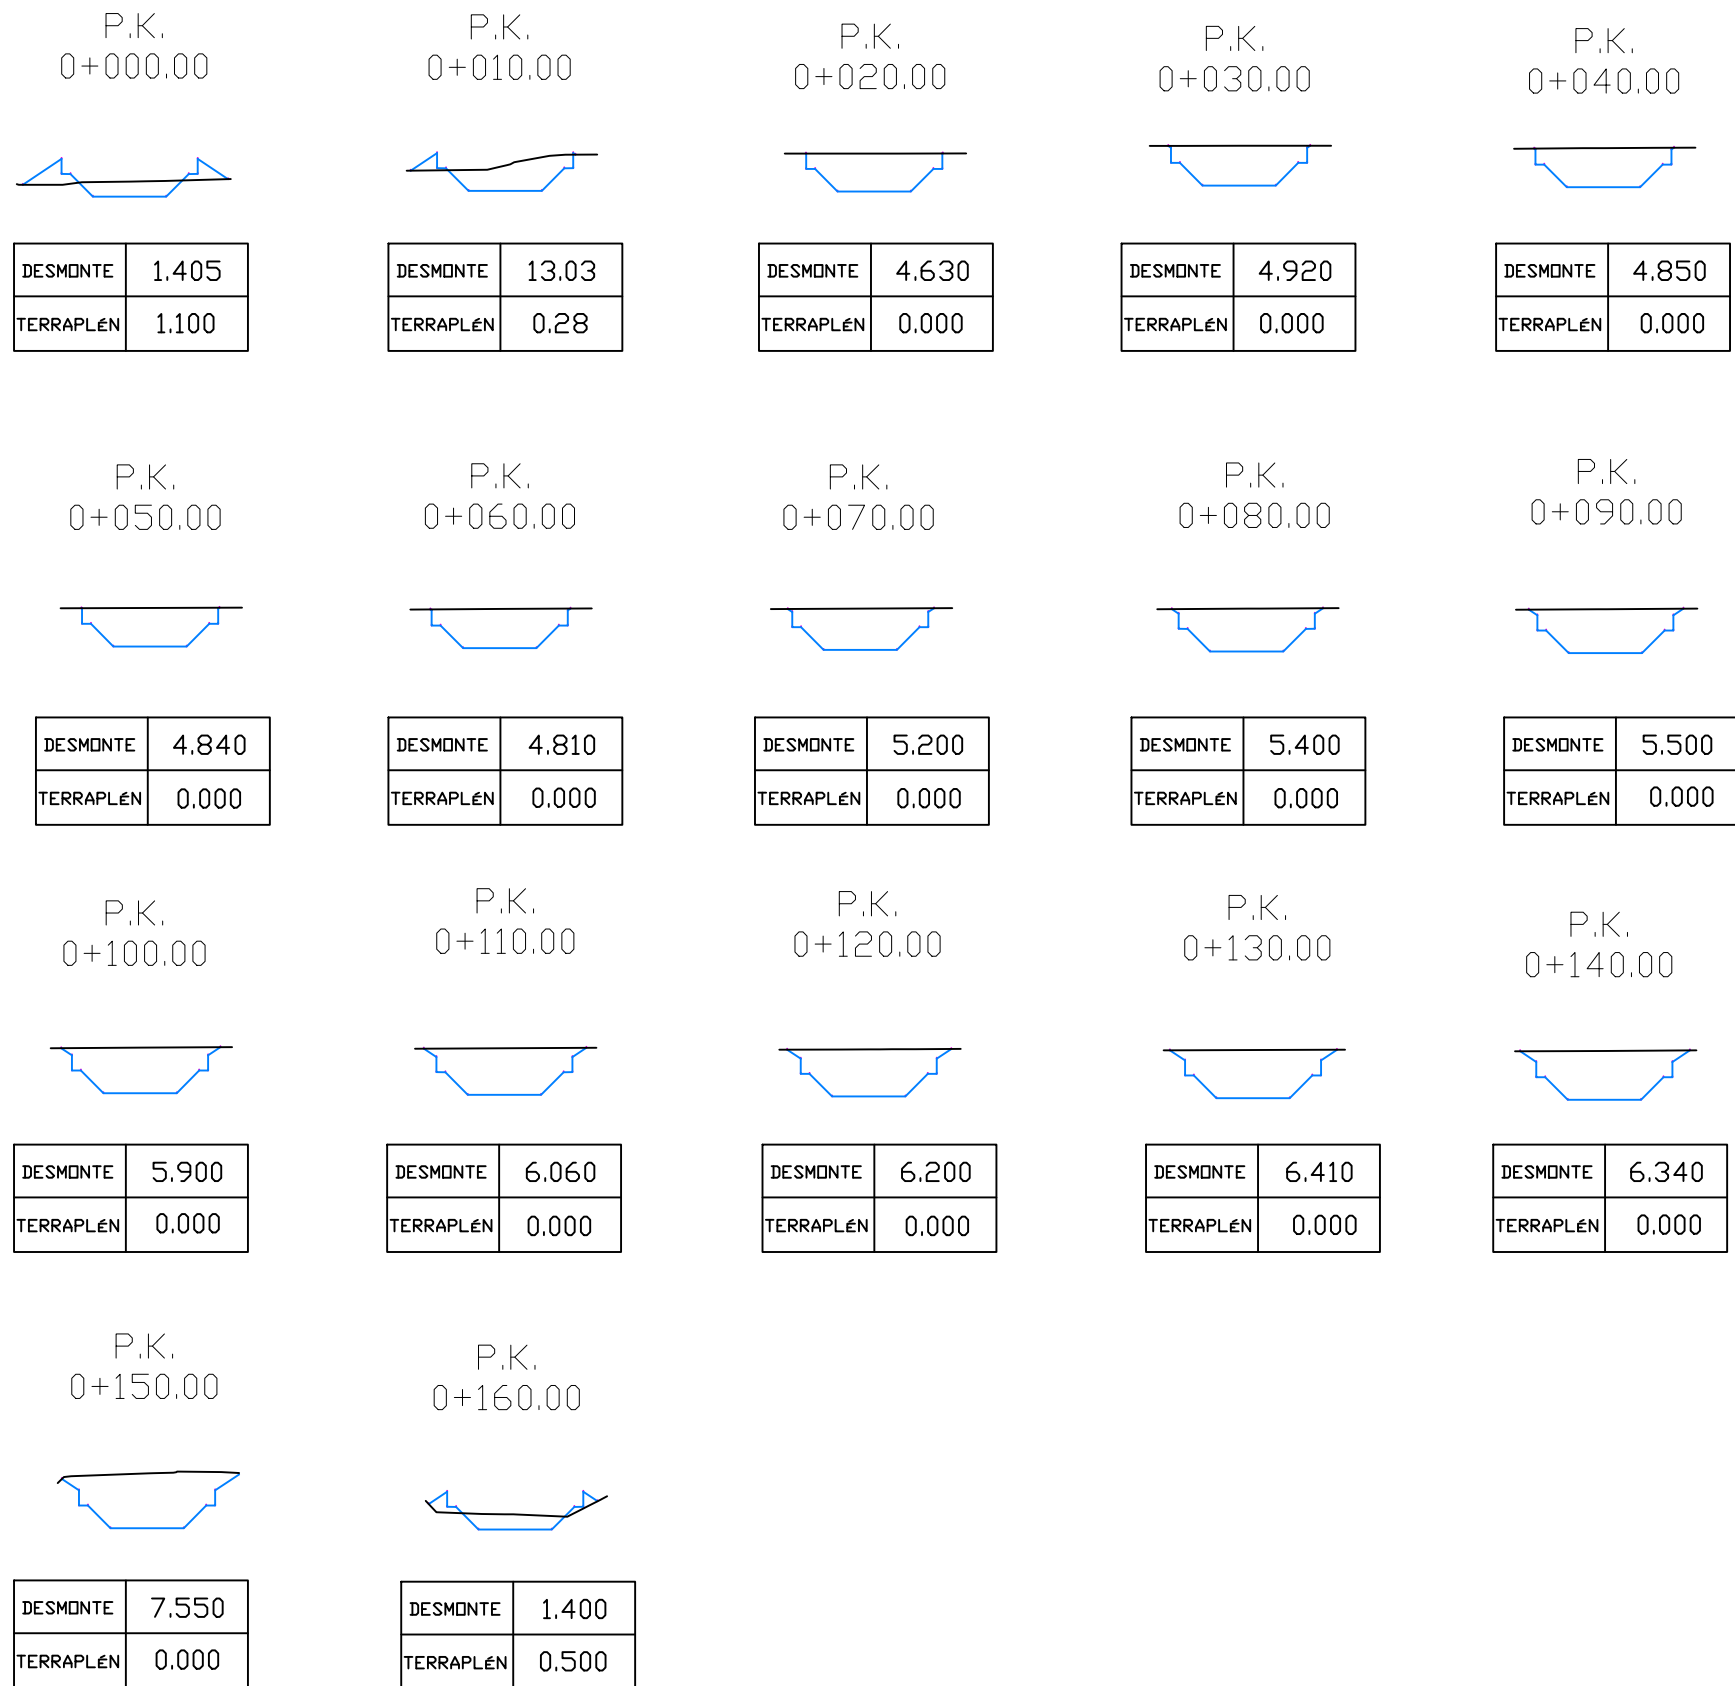 P.K.
0+000.00
DESMONTE 1.405
TERRAPLÉN 1.100
P.K.
0+010.00
DESMONTE 13.03
TERRAPLÉN 0.28
P.K.
0+020.00
DESMONTE 4.630
TERRAPLÉN 0.000
P.K.
0+030.00
DESMONTE 4.920
TERRAPLÉN 0.000
P.K.
0+040.00
DESMONTE 4.850
TERRAPLÉN 0.000
P.K.
0+050.00
DESMONTE 4.840
TERRAPLÉN 0.000
P.K.
0+060.00
DESMONTE 4.810
TERRAPLÉN 0.000
P.K.
0+070.00
DESMONTE 5.200
TERRAPLÉN 0.000
P.K.
0+080.00
DESMONTE 5.400
TERRAPLÉN 0.000
P.K.
0+090.00
DESMONTE 5.500
TERRAPLÉN 0.000
P.K.
0+100.00
DESMONTE 5.900
TERRAPLÉN 0.000
P.K.
0+110.00
DESMONTE 6.060
TERRAPLÉN 0.000
P.K.
0+120.00
DESMONTE 6.200
TERRAPLÉN 0.000
P.K.
0+130.00
DESMONTE 6.410
TERRAPLÉN 0.000
P.K.
0+140.00
DESMONTE 6.340
TERRAPLÉN 0.000
P.K.
0+150.00
DESMONTE 7.550
TERRAPLÉN 0.000
P.K.
0+160.00
DESMONTE 1.400
TERRAPLÉN 0.500